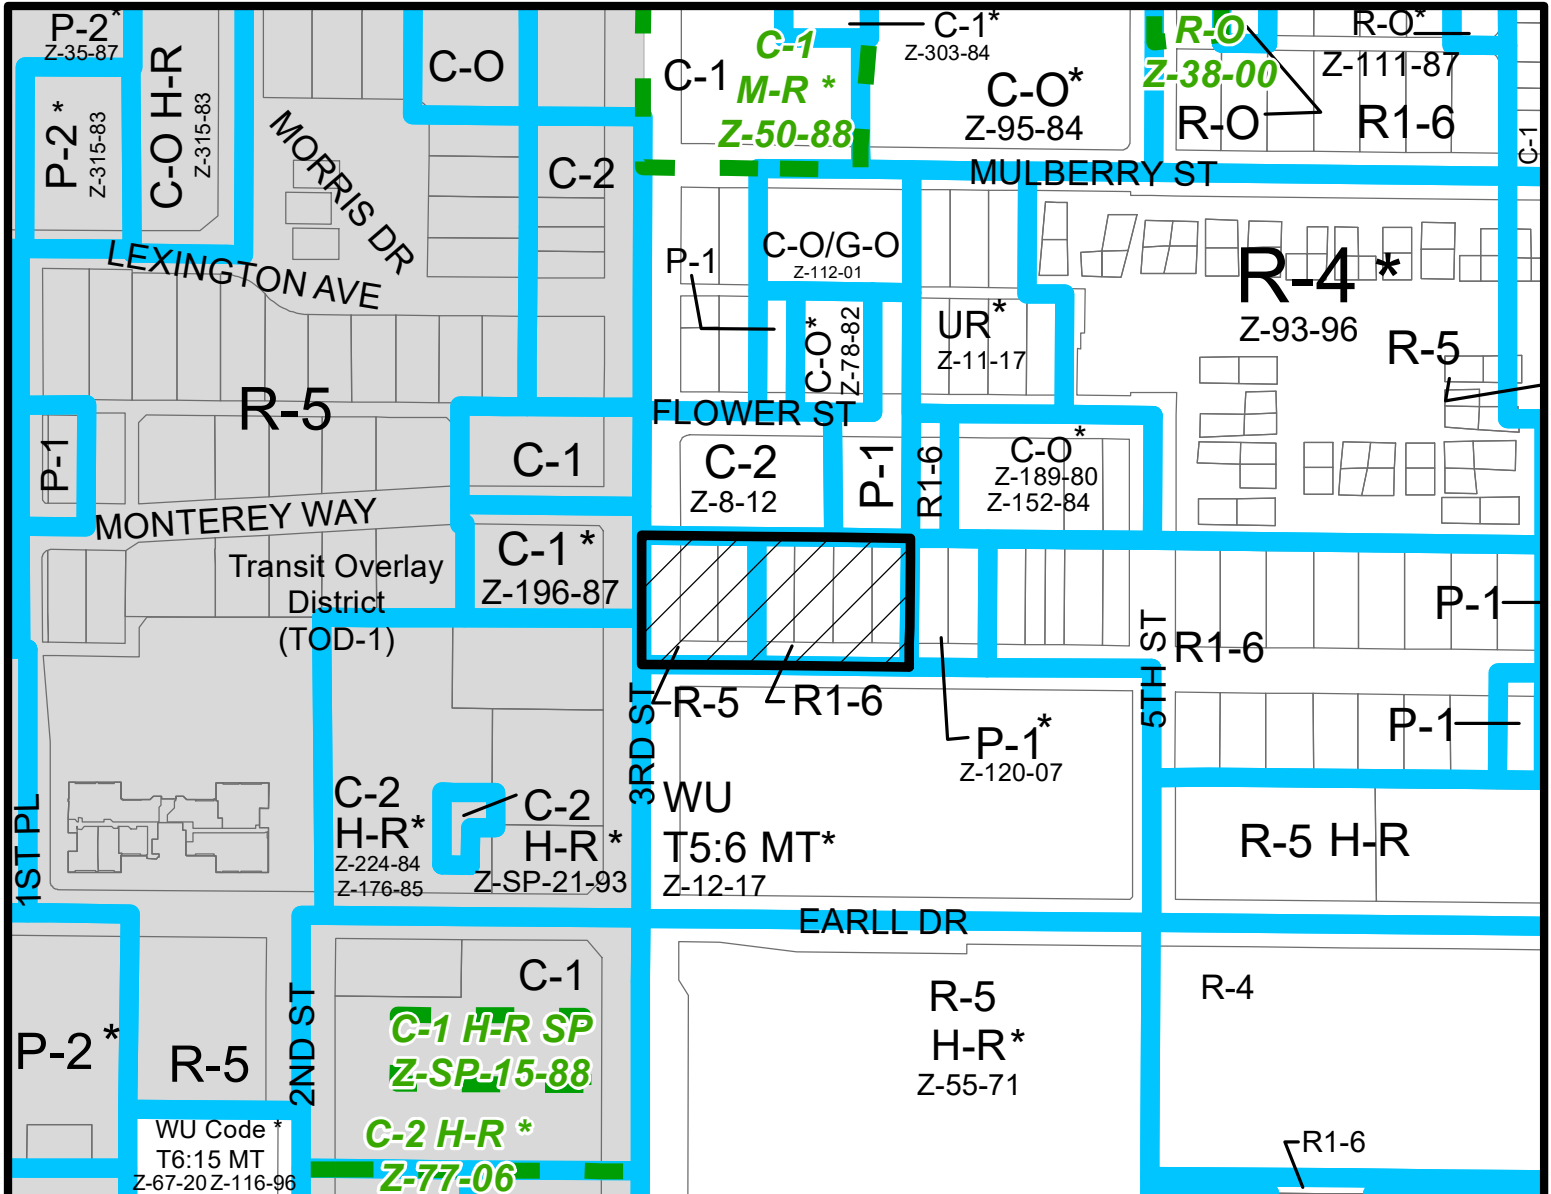 P-2*
Z-35-87
P-2 *
Z-315-83
C-O H-R
Z-315-83
C-O
C-1
C-1
M-R *
Z-50-88
C-1*
Z-303-84
C-O*
Z-95-84
R-O
Z-38-00
R-O
R-O*
Z-111-87
R1-6
C-1
MORRIS DR
C-2
MULBERRY ST
LEXINGTON AVE
P-1
C-O/G-O
Z-112-01
C-O*
Z-78-82
UR*
Z-11-17
R-4 *
Z-93-96
R-5
R-5
P-1
C-1
FLOWER ST
C-2
Z-8-12
P-1
R1-6
C-O*
Z-189-80
Z-152-84
MONTEREY WAY
Transit Overlay
District
(TOD-1)
C-1 *
Z-196-87
R-5
R1-6
P-1*
Z-120-07
5TH ST
R1-6
P-1
P-1
3RD ST
1ST PL
C-2
H-R*
Z-224-84
Z-176-85
C-2
H-R *
Z-SP-21-93
WU
T5:6 MT*
Z-12-17
R-5 H-R
EARLL DR
P-2 *
R-5
2ND ST
C-1
C-1 H-R SP
Z-SP-15-88
C-2 H-R *
Z-77-06
R-5
H-R*
Z-55-71
R-4
R1-6
WU Code *
T6:15 MT
Z-67-20 Z-116-96